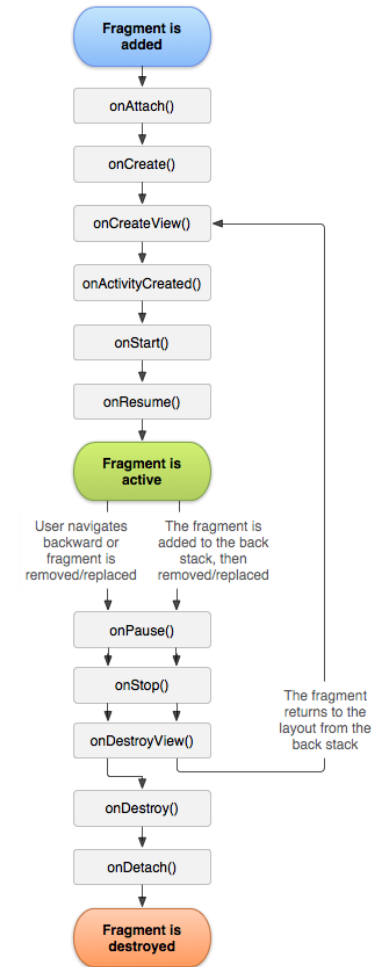 Fragment is
added
onAttach()
onCreate()
onCreateView()
onActivityCreated()
onStart()
onResume()
Fragment is
active
User navigates
backward or
fragment is
removed/replaced
The fragment is
added to the back
stack, then
removed/replaced
onPause()
onStop()
onDestroyView()
The fragment
returns to the
layout from the
back stack
onDestroy()
onDetach()
Fragment is
destroyed